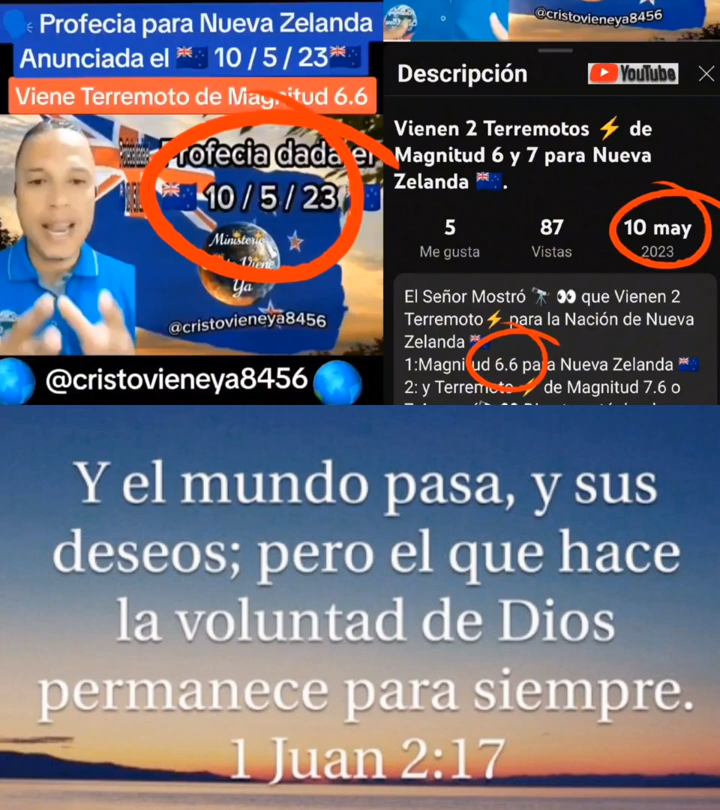 Profecia para Nueva Zelanda
Anunciada el 10 / 5 / 23
Viene Terremoto de Magnitud 6.6
Profecia dada el
10 / 5 / 23
Ministerio
Viene
Ya
@cristovieneya8456
@cristovieneya8456
@cristovieneya8456
Descripción
YouTube
Vienen 2 Terremotos ⚡ de
Magnitud 6 y 7 para Nueva
Zelanda 🇳🇿.
5
Me gusta
87
Vistas
10 may
2023
El Señor Mostró 🔭 👀 que Vienen 2
Terremoto⚡ para la Nación de Nueva
Zelanda
1:Magnitud 6.6 para Nueva Zelanda 🇳🇿
2: y Terremoto ⚡ de Magnitud 7.6 o
Y el mundo pasa, y sus
deseos; pero el que hace
la voluntad de Dios
permanece para siempre.
1 Juan 2:17